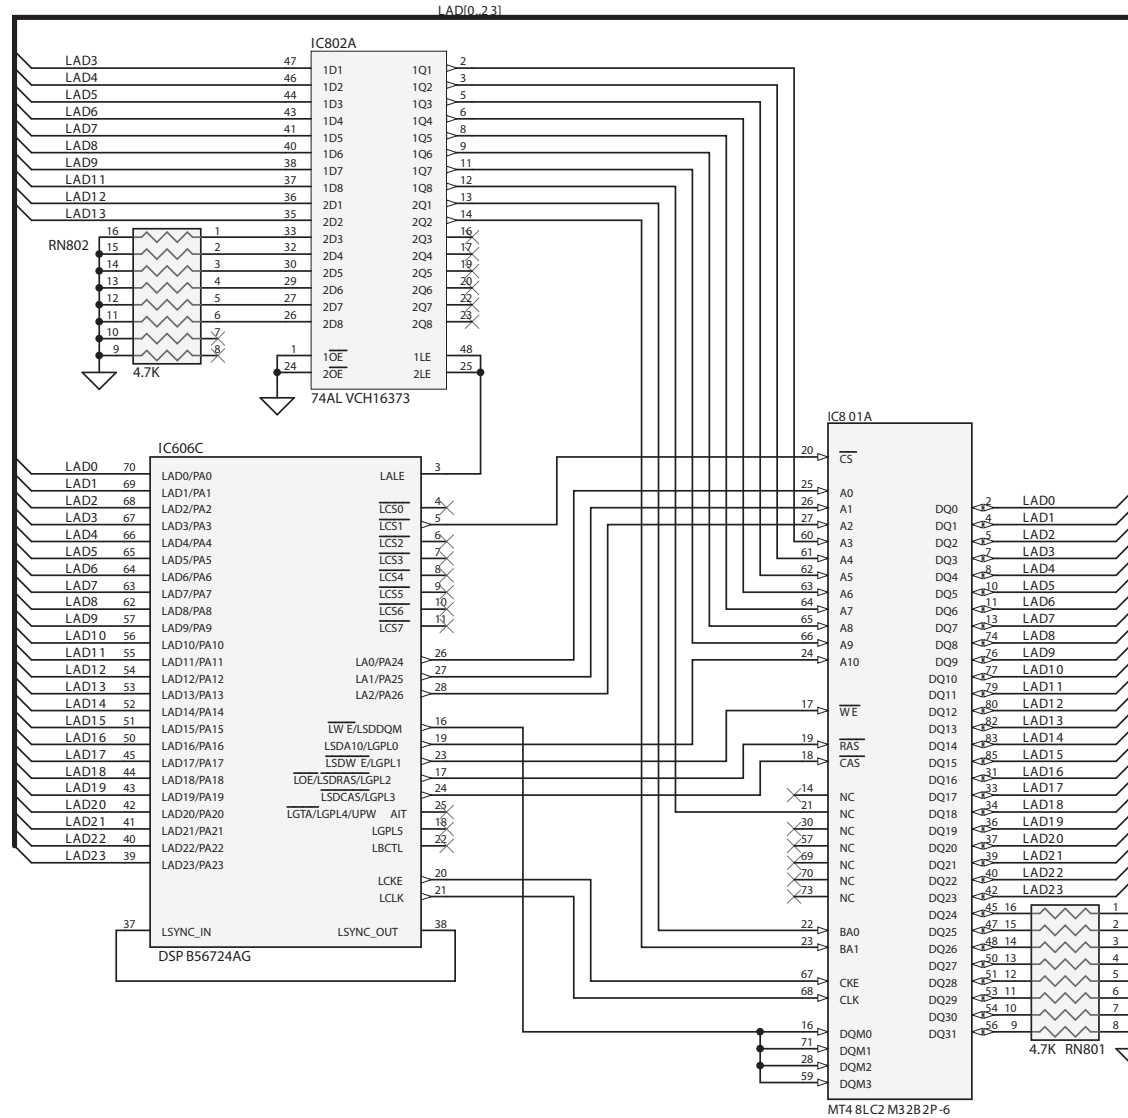 LAD[0..23]
IC802A
LAD3 47 1D1 1Q1 2
LAD4 46 1D2 1Q2 3
LAD5 44 1D3 1Q3 5
LAD6 43 1D4 1Q4 6
LAD7 41 1D5 1Q5 8
LAD8 40 1D6 1Q6 9
LAD9 38 1D7 1Q7 11
LAD11 37 1D8 1Q8 12
LAD12 36 2D1 2Q1 13
LAD13 35 2D2 2Q2 14
RN802
16 1 33 2D3 2Q3 16
15 2 32 2D4 2Q4 17
14 3 30 2D5 2Q5 19
13 4 29 2D6 2Q6 20
12 5 27 2D7 2Q7 22
11 6 26 2D8 2Q8 23
10 7
9 8
4.7K
1 1OE 1LE 48
24 2OE 2LE 25
74AL VCH16373
IC606C
LAD0 70 LAD0/PA0 LALE 3
LAD1 69 LAD1/PA1
LAD2 68 LAD2/PA2 LCS0 4
LAD3 67 LAD3/PA3 LCS1 5
LAD4 66 LAD4/PA4 LCS2 6
LAD5 65 LAD5/PA5 LCS3 7
LAD6 64 LAD6/PA6 LCS4 8
LAD7 63 LAD7/PA7 LCS5 9
LAD8 62 LAD8/PA8 LCS6 10
LAD9 57 LAD9/PA9 LCS7 11
LAD10 56 LAD10/PA10
LAD11 55 LAD11/PA11 LA0/PA24 26
LAD12 54 LAD12/PA12 LA1/PA25 27
LAD13 53 LAD13/PA13 LA2/PA26 28
LAD14 52 LAD14/PA14
LAD15 51 LAD15/PA15 LW E/LSDDQM 16
LAD16 50 LAD16/PA16 LSDA10/LGPL0 19
LAD17 45 LAD17/PA17 LSDW E/LGPL1 23
LAD18 44 LAD18/PA18 LOE/LSDRAS/LGPL2 17
LAD19 43 LAD19/PA19 LSDCAS/LGPL3 24
LAD20 42 LAD20/PA20 LGTA/LGPL4/UPW AIT 25
LAD21 41 LAD21/PA21 LGPL5 18
LAD22 40 LAD22/PA22 LBCTL 22
LAD23 39 LAD23/PA23
LCKE 20
LCLK 21
37 LSYNC_IN LSYNC_OUT 38
DSP B56724AG
IC8 01A
20 CS
25 A0
26 A1
27 A2
60 A3
61 A4
62 A5
63 A6
64 A7
65 A8
66 A9
24 A10
17 WE
19 RAS
18 CAS
14 NC
21 NC
30 NC
57 NC
69 NC
70 NC
73 NC
22 BA0
23 BA1
67 CKE
68 CLK
16 DQM0
71 DQM1
28 DQM2
59 DQM3
DQ0 2 LAD0
DQ1 4 LAD1
DQ2 5 LAD2
DQ3 7 LAD3
DQ4 8 LAD4
DQ5 10 LAD5
DQ6 11 LAD6
DQ7 13 LAD7
DQ8 74 LAD8
DQ9 76 LAD9
DQ10 77 LAD10
DQ11 79 LAD11
DQ12 80 LAD12
DQ13 82 LAD13
DQ14 83 LAD14
DQ15 85 LAD15
DQ16 31 LAD16
DQ17 33 LAD17
DQ18 34 LAD18
DQ19 36 LAD19
DQ20 37 LAD20
DQ21 39 LAD21
DQ22 40 LAD22
DQ23 42 LAD23
DQ24 45 16 1
DQ25 47 15 2
DQ26 48 14 3
DQ27 50 13 4
DQ28 51 12 5
DQ29 53 11 6
DQ30 54 10 7
DQ31 56 9 8
4.7K RN801
MT4 8LC2 M32B2P-6